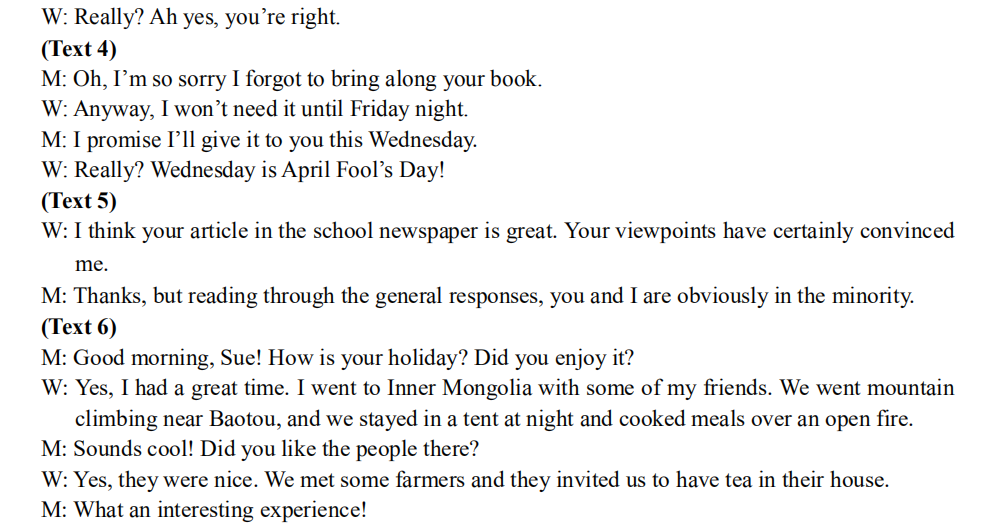 W: Really? Ah yes, you’re right.
(Text 4)
M: Oh, I’m so sorry I forgot to bring along your book.
W: Anyway, I won’t need it until Friday night.
M: I promise I’ll give it to you this Wednesday.
W: Really? Wednesday is April Fool’s Day!
(Text 5)
W: I think your article in the school newspaper is great. Your viewpoints have certainly convinced
me.
M: Thanks, but reading through the general responses, you and I are obviously in the minority.
(Text 6)
M: Good morning, Sue! How is your holiday? Did you enjoy it?
W: Yes, I had a great time. I went to Inner Mongolia with some of my friends. We went mountain
climbing near Baotou, and we stayed in a tent at night and cooked meals over an open fire.
M: Sounds cool! Did you like the people there?
W: Yes, they were nice. We met some farmers and they invited us to have tea in their house.
M: What an interesting experience!